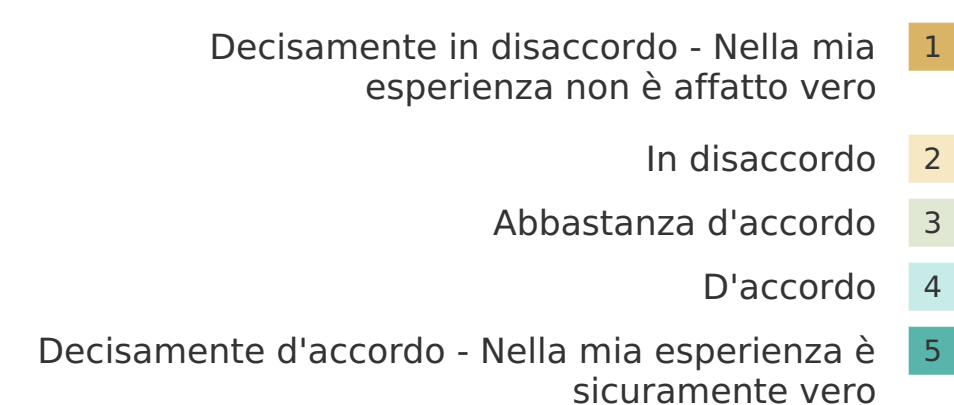 Decisamente in disaccordo - Nella mia 1
esperienza non è affatto vero
In disaccordo 2
Abbastanza d'accordo 3
D'accordo 4
Decisamente d'accordo - Nella mia esperienza è 5
sicuramente vero